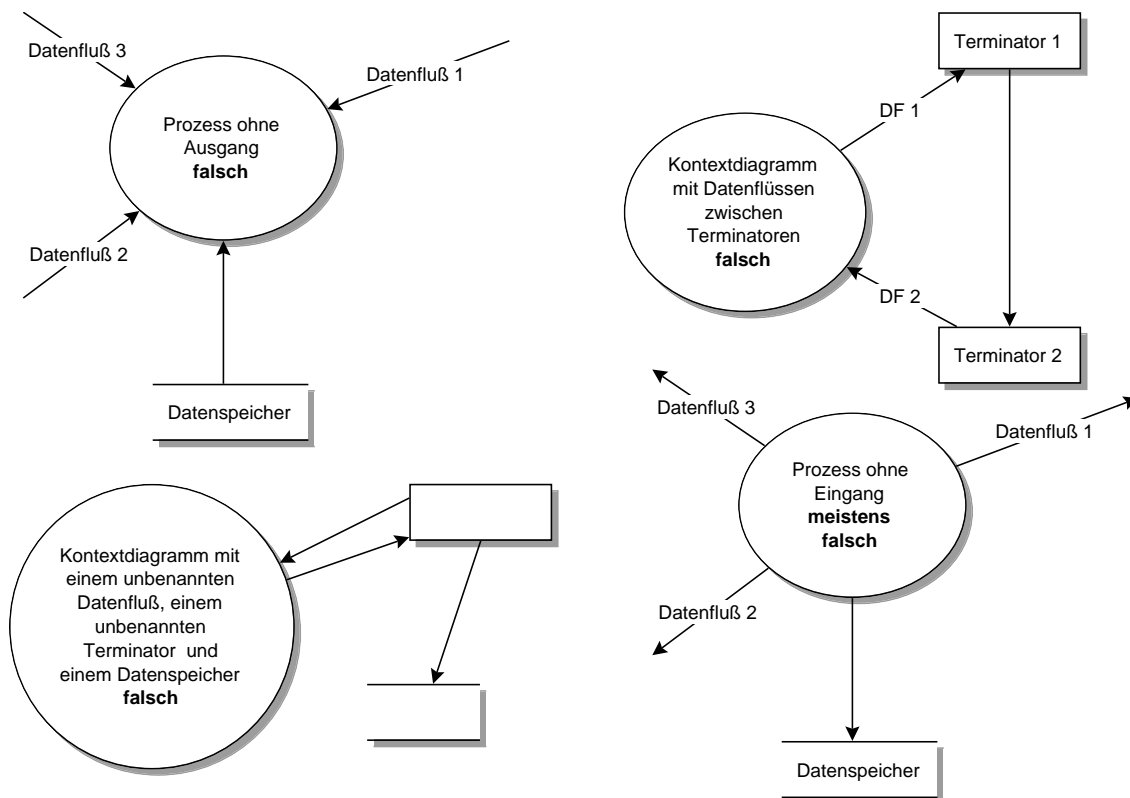 Datenfluß 3
Datenfluß 1
Prozess ohne
Ausgang
falsch
Datenfluß 2
Datenspeicher
Terminator 1
DF 1
Kontextdiagramm
mit Datenflüssen
zwischen
Terminatoren
falsch
DF 2
Terminator 2
Kontextdiagramm mit
einem unbenannten
Datenfluß, einem
unbenannten
Terminator und
einem Datenspeicher
falsch
Datenfluß 3
Datenfluß 1
Prozess ohne
Eingang
meistens
falsch
Datenfluß 2
Datenspeicher